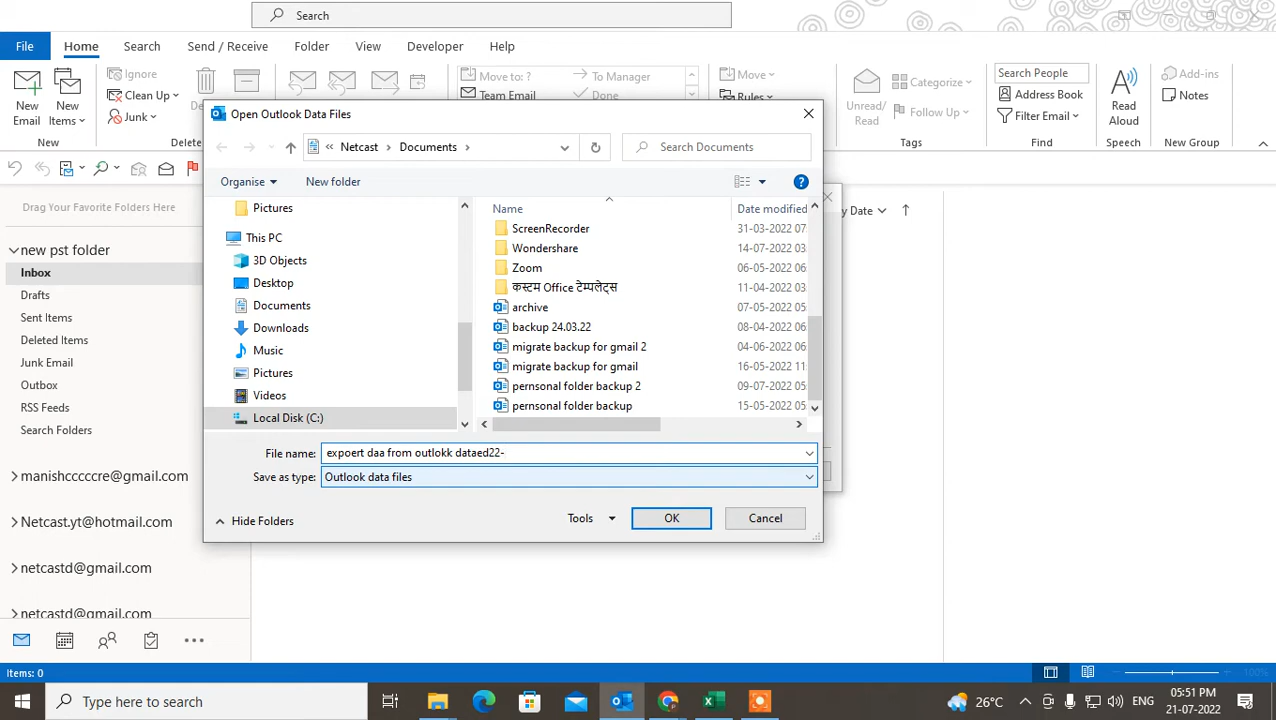 Search
File Home Search Send / Receive Folder View Developer Help
New Email
New Items
Ignore
Clean Up
Junk
Move to: ?
To Manager
Team Email
Done
Move
Rules
Unread/ Read
Categorize
Follow Up
Search People
Address Book
Filter Email
Read Aloud
Add-ins
Notes
New Delete Tags Find Speech New Group
Open Outlook Data Files
Netcast Documents
Search Documents
Organise New folder
Drag Your Favorite Folders Here
new pst folder
Inbox
Drafts
Sent Items
Deleted Items
Junk Email
Outbox
RSS Feeds
Search Folders
manishcccccre@gmail.com
Netcast.yt@hotmail.com
netcastd@gmail.com
netcastd@gmail.com
Pictures
This PC
3D Objects
Desktop
Documents
Downloads
Music
Pictures
Videos
Local Disk (C:)
Name Date modified
ScreenRecorder 31-03-2022 07:
Wondershare 14-07-2022 03:
Zoom 06-05-2022 06:
कस्टम Office टेम्पलेट्स 11-04-2022 03:
archive 07-05-2022 05:
backup 24.03.22 08-04-2022 06:
migrate backup for gmail 2 04-06-2022 06:
migrate backup for gmail 16-05-2022 11:
pernsonal folder backup 2 09-07-2022 05:
pernsonal folder backup 15-05-2022 05:
By Date
File name: expoert daa from outlokk dataed22-
Save as type: Outlook data files
Hide Folders
Tools OK Cancel
Items: 0
100%
Type here to search
26°C
ENG
05:51 PM
21-07-2022